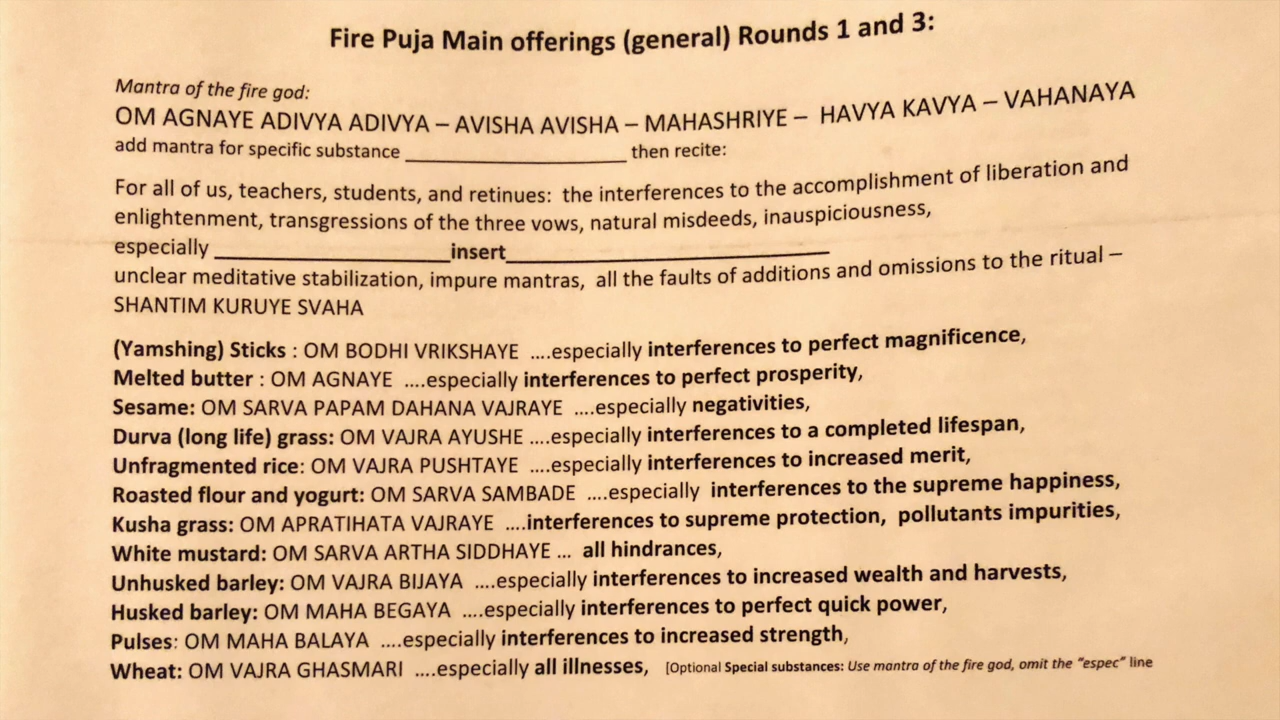 Fire Puja Main offerings (general) Rounds 1 and 3:
Mantra of the fire god:
OM AGNAYE ADIVYA ADIVYA – AVISHA AVISHA – MAHASHRIYE – HAVYA KAVYA – VAHANAYA
add mantra for specific substance ____________________ then recite:
For all of us, teachers, students, and retinues: the interferences to the accomplishment of liberation and
enlightenment, transgressions of the three vows, natural misdeeds, inauspiciousness,
especially _____________________insert_____________________________
unclear meditative stabilization, impure mantras, all the faults of additions and omissions to the ritual –
SHANTIM KURUYE SVAHA
(Yamshing) Sticks : OM BODHI VRIKSHAYE ....especially interferences to perfect magnificence,
Melted butter : OM AGNAYE ....especially interferences to perfect prosperity,
Sesame: OM SARVA PAPAM DAHANA VAJRAYE ....especially negativities,
Durva (long life) grass: OM VAJRA AYUSHE ....especially interferences to a completed lifespan,
Unfragmented rice: OM VAJRA PUSHTAYE ....especially interferences to increased merit,
Roasted flour and yogurt: OM SARVA SAMBADE ....especially interferences to the supreme happiness,
Kusha grass: OM APRATIHATA VAJRAYE ....interferences to supreme protection, pollutants impurities,
White mustard: OM SARVA ARTHA SIDDHAYE ... all hindrances,
Unhusked barley: OM VAJRA BIJAYA ....especially interferences to increased wealth and harvests,
Husked barley: OM MAHA BEGAYA ....especially interferences to perfect quick power,
Pulses: OM MAHA BALAYA ....especially interferences to increased strength,
Wheat: OM VAJRA GHASMARI ....especially all illnesses, [Optional Special substances: Use mantra of the fire god, omit the "espec" line